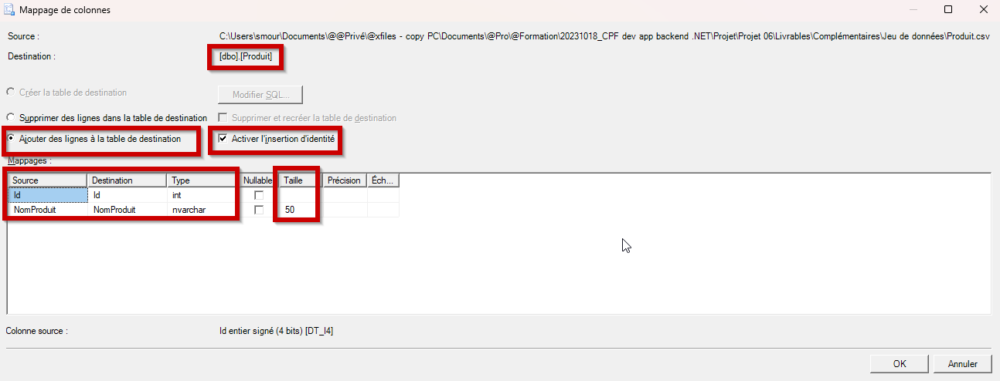 Mappage de colonnes
Source : C:\Users\smour\Documents\@@Privé\@xfiles - copy PC\Documents\@Pro\@Formation\20231018_CPF dev app backend .NET\Projet\Projet 06\Livrables\Complémentaires\Jeu de données\Produit.csv
Destination : [dbo].[Produit]
Créer la table de destination Modifier SQL...
Supprimer des lignes dans la table de destination Supprimer et recréer la table de destination
Ajouter des lignes à la table de destination Activer l'insertion d'identité
Mappages :
Source Destination Type Nullable Taille Précision Éch...
Id Id int
NomProduit NomProduit nvarchar 50
Colonne source : Id entier signé (4 bits) [DT_I4]
OK Annuler